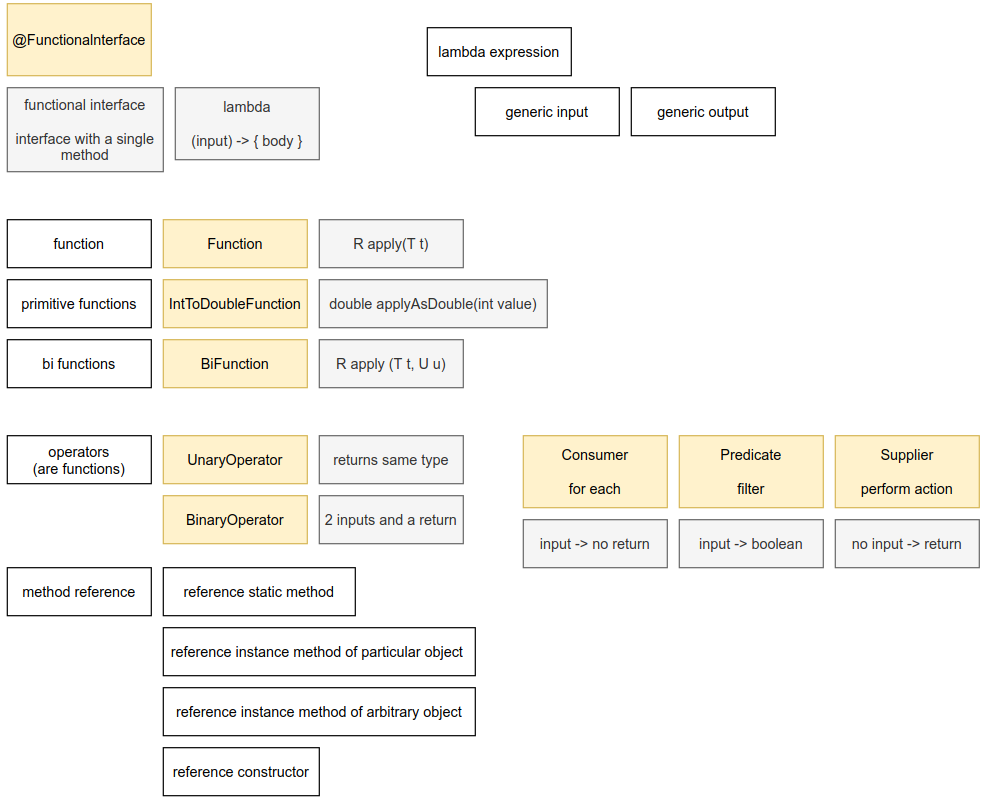 @FunctionalInterface
lambda expression
functional interface
interface with a single
method
lambda
(input) -> { body }
generic input
generic output
function
Function
R apply(T t)
primitive functions
IntToDoubleFunction
double applyAsDouble(int value)
bi functions
BiFunction
R apply (T t, U u)
operators
(are functions)
UnaryOperator
returns same type
BinaryOperator
2 inputs and a return
Consumer
for each
Predicate
filter
Supplier
perform action
input -> no return
input -> boolean
no input -> return
method reference
reference static method
reference instance method of particular object
reference instance method of arbitrary object
reference constructor